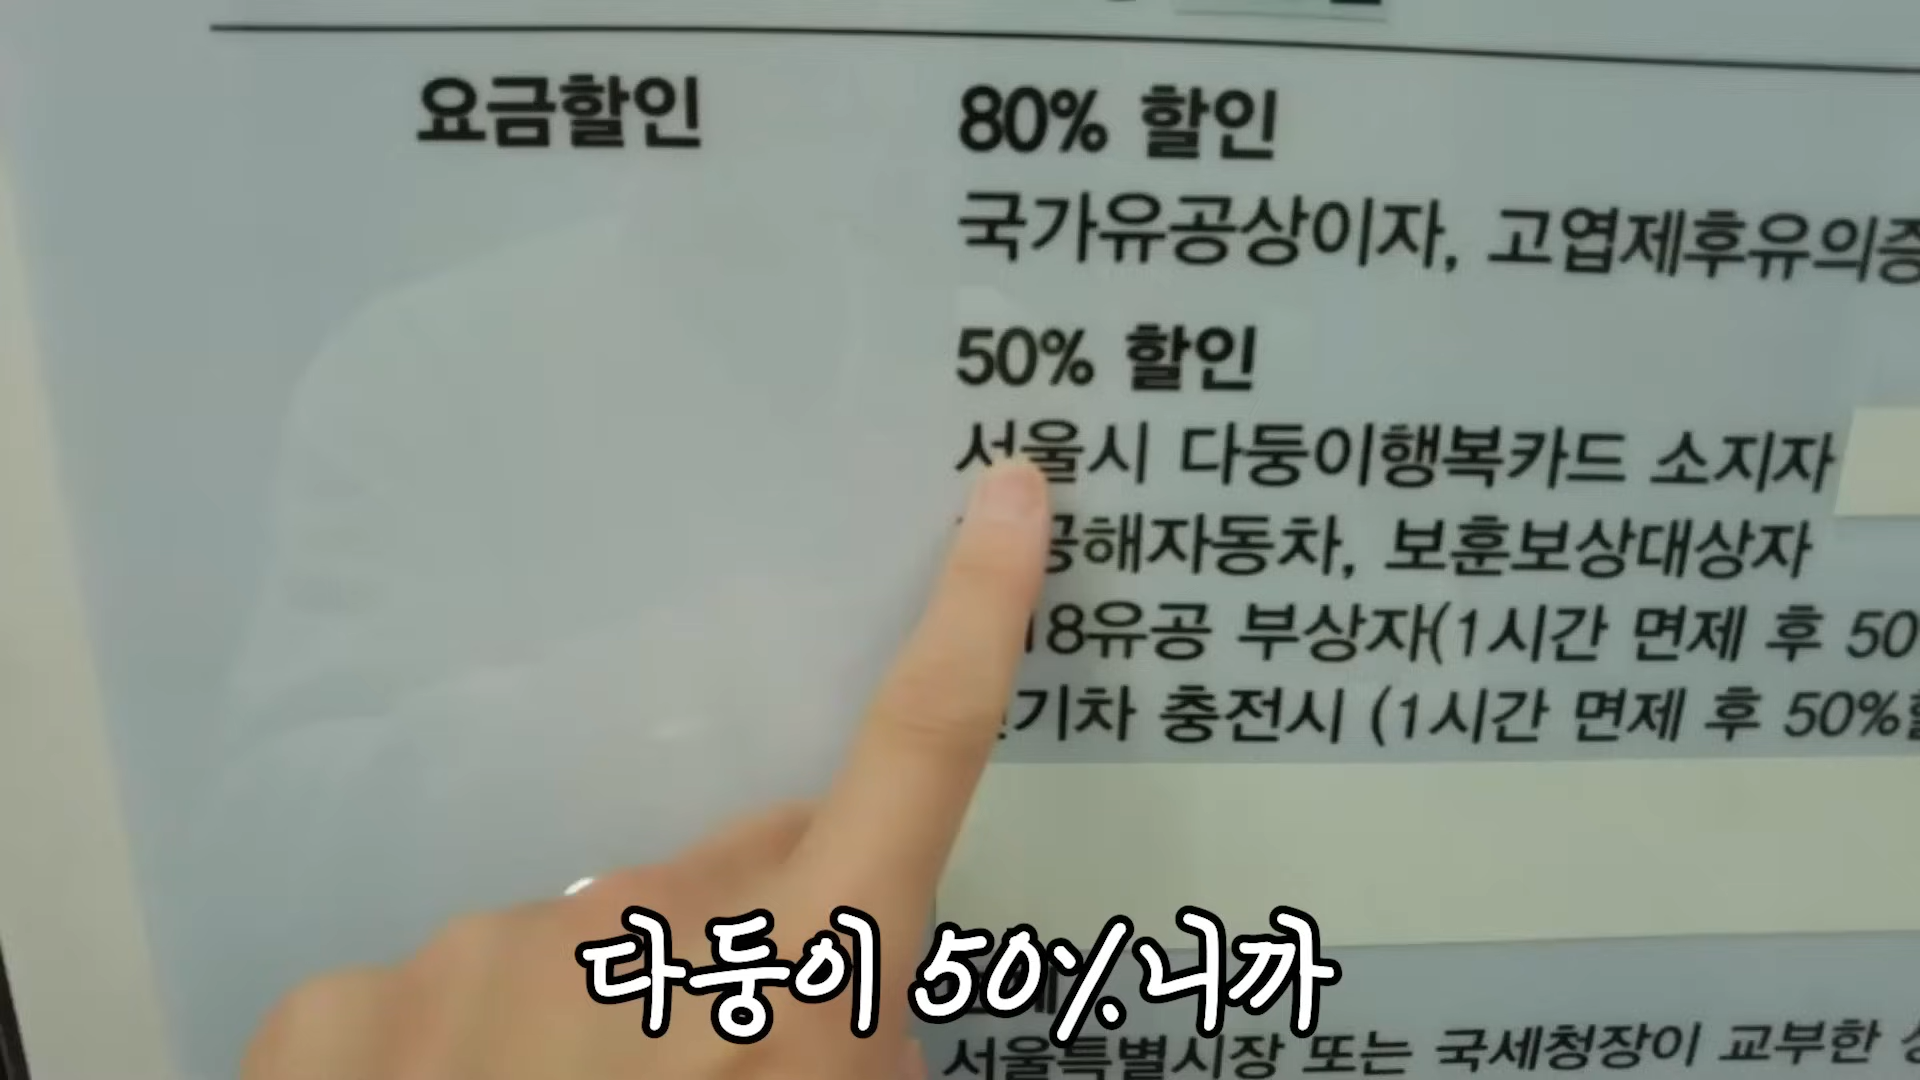 요금할인
80% 할인
국가유공상이자, 고엽제후유의증
50% 할인
서울시 다둥이행복카드 소지자
공해자동차, 보훈보상대상자
18유공 부상자(1시간 면제 후 50
기차 충전시 (1시간 면제 후 50%할
다둥이 50%니까
서울특별시장 또는 국세청장이 교부한